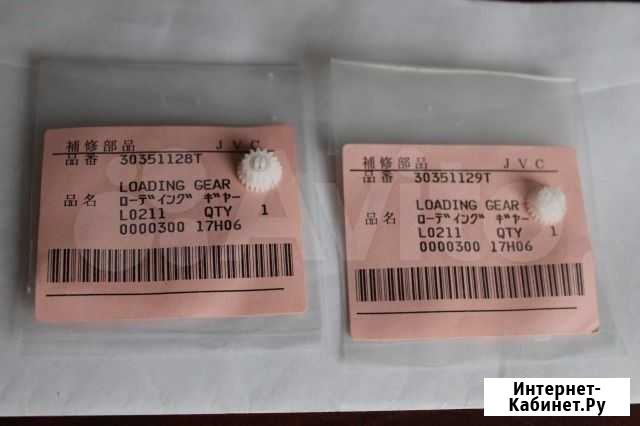 補修部品 JVC
品番 30351128T
LOADING GEAR
品名 ローディング ギヤー
L0211 QTY 1
0000300 17H06
補修部品 JVC
品番 30351129T
LOADING GEAR
品名 ローディング ギヤー
L0211 QTY 1
0000300 17H06
Avito
Интернет-
Кабинет.Ру